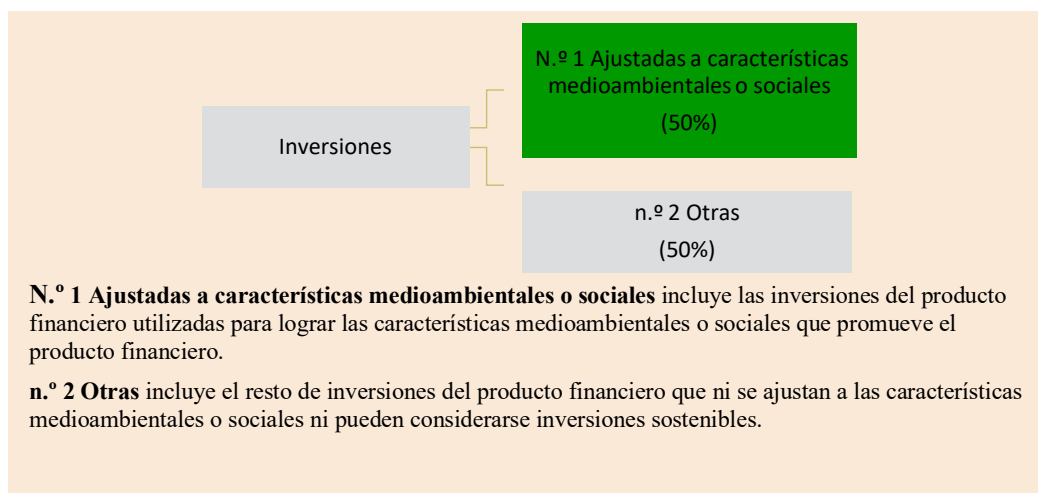 N.º 1 Ajustadas a características
medioambientales o sociales
(50%)
Inversiones
n.º 2 Otras
(50%)
N.º 1 Ajustadas a características medioambientales o sociales incluye las inversiones del producto
financiero utilizadas para lograr las características medioambientales o sociales que promueve el
producto financiero.
n.º 2 Otras incluye el resto de inversiones del producto financiero que ni se ajustan a las características
medioambientales o sociales ni pueden considerarse inversiones sostenibles.